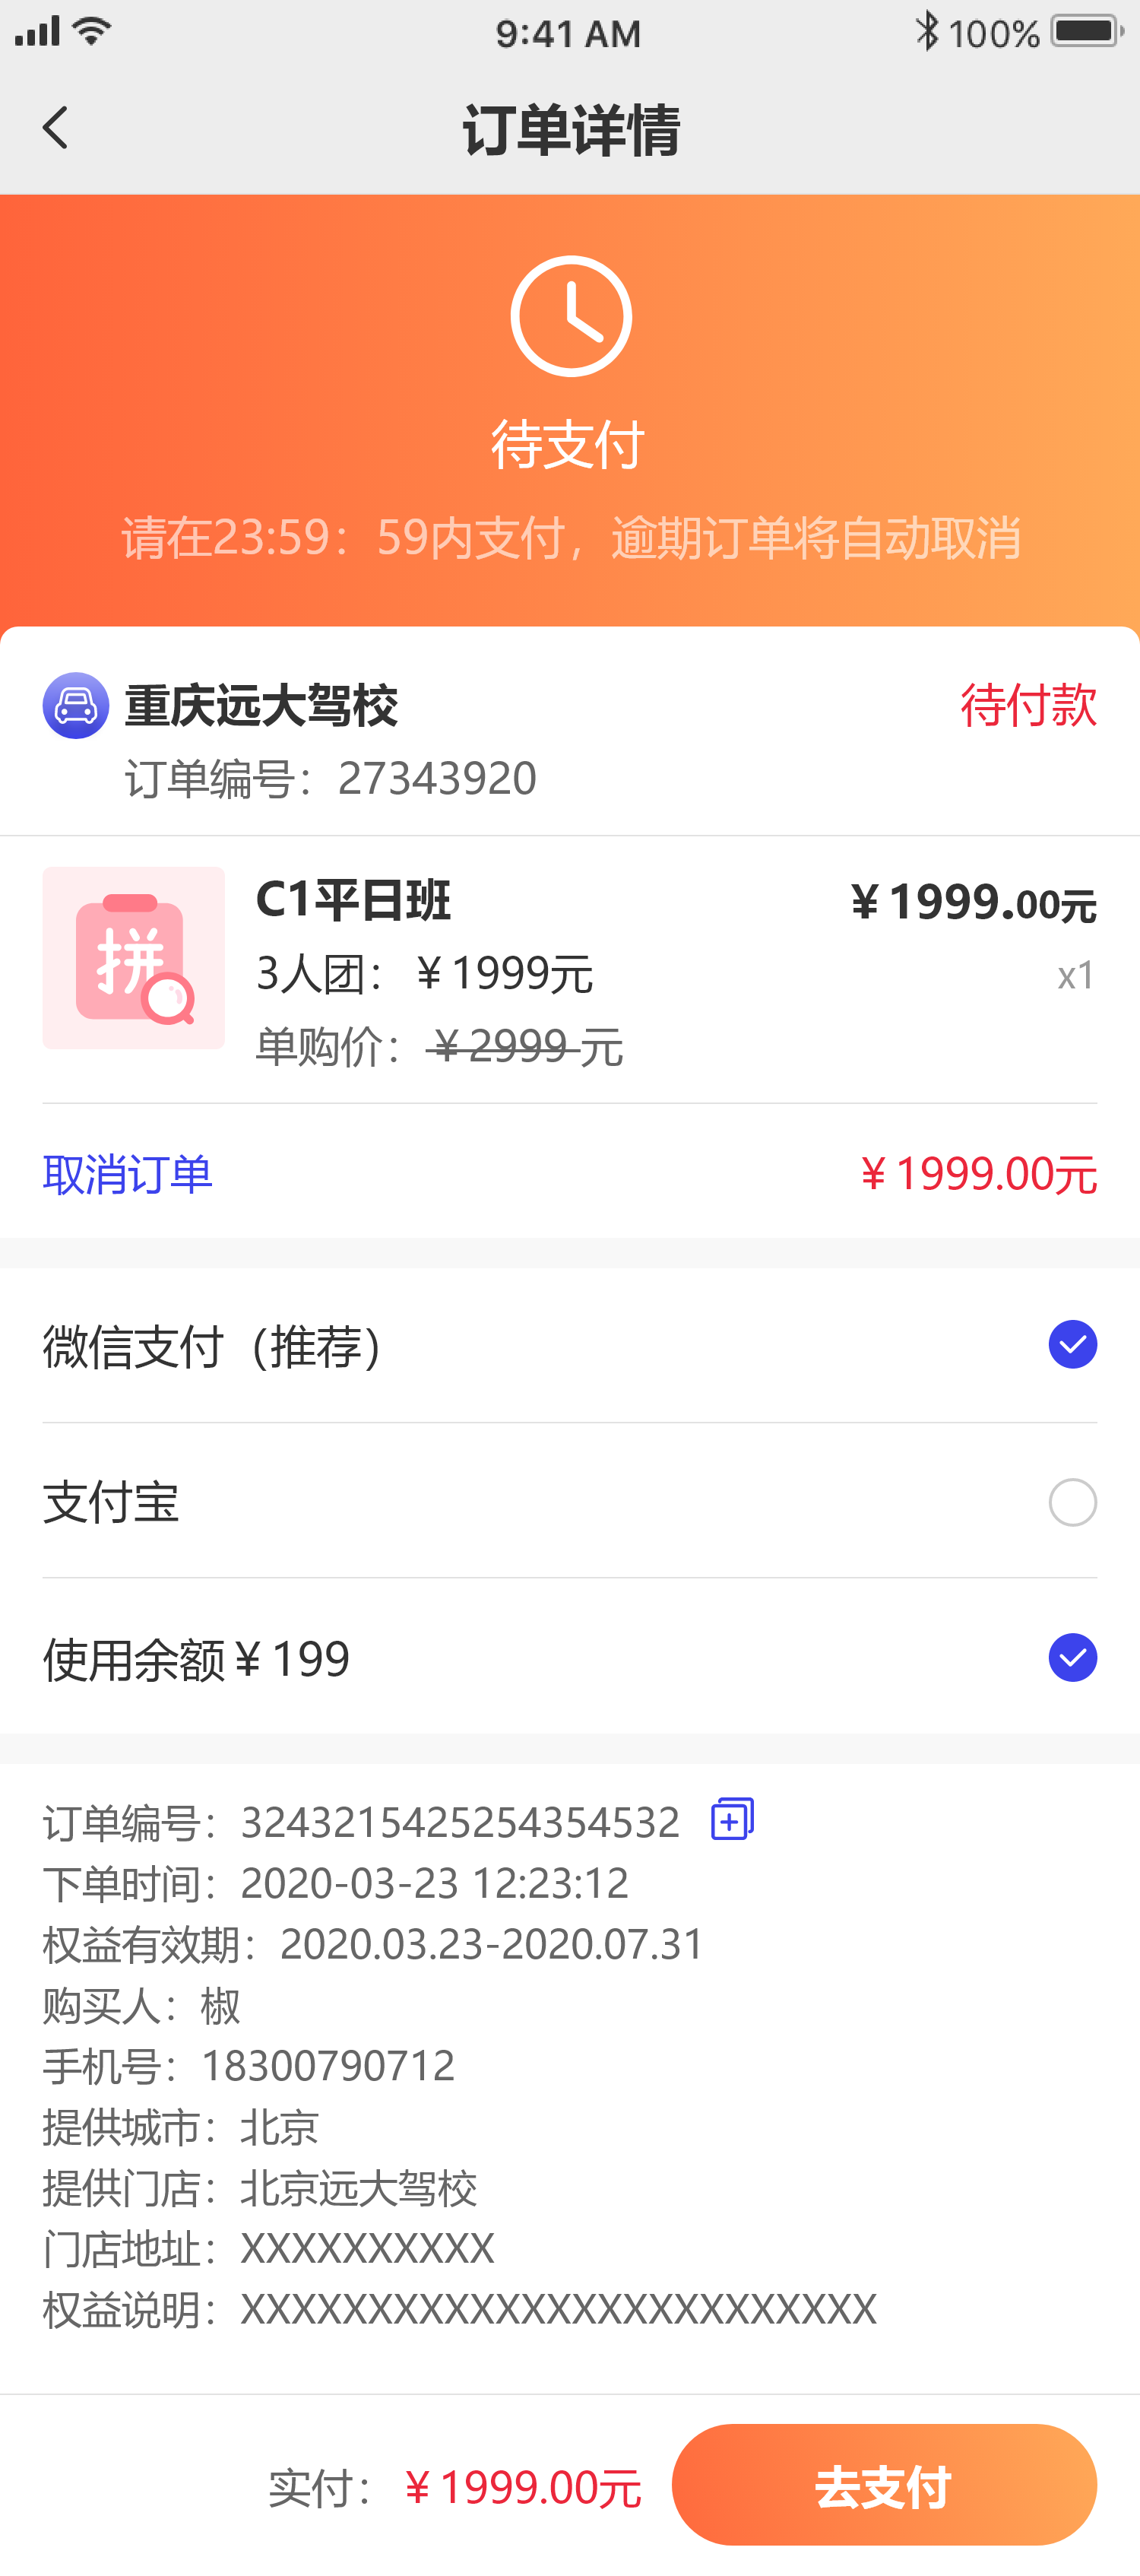 9:41 AM
100%
订单详情
待支付
请在23:59：59内支付，逾期订单将自动取消
重庆远大驾校
待付款
订单编号：27343920
拼
C1平日班
¥1999.00元
3人团：¥1999元
x1
单购价：¥2999 元
取消订单
¥1999.00元
微信支付（推荐）
支付宝
使用余额¥199
订单编号：3243215425254354532
下单时间：2020-03-23 12:23:12
权益有效期：2020.03.23-2020.07.31
购买人：椒
手机号：18300790712
提供城市：北京
提供门店：北京远大驾校
门店地址：XXXXXXXXXX
权益说明：XXXXXXXXXXXXXXXXXXXXXXXXX
实付：¥1999.00元
去支付